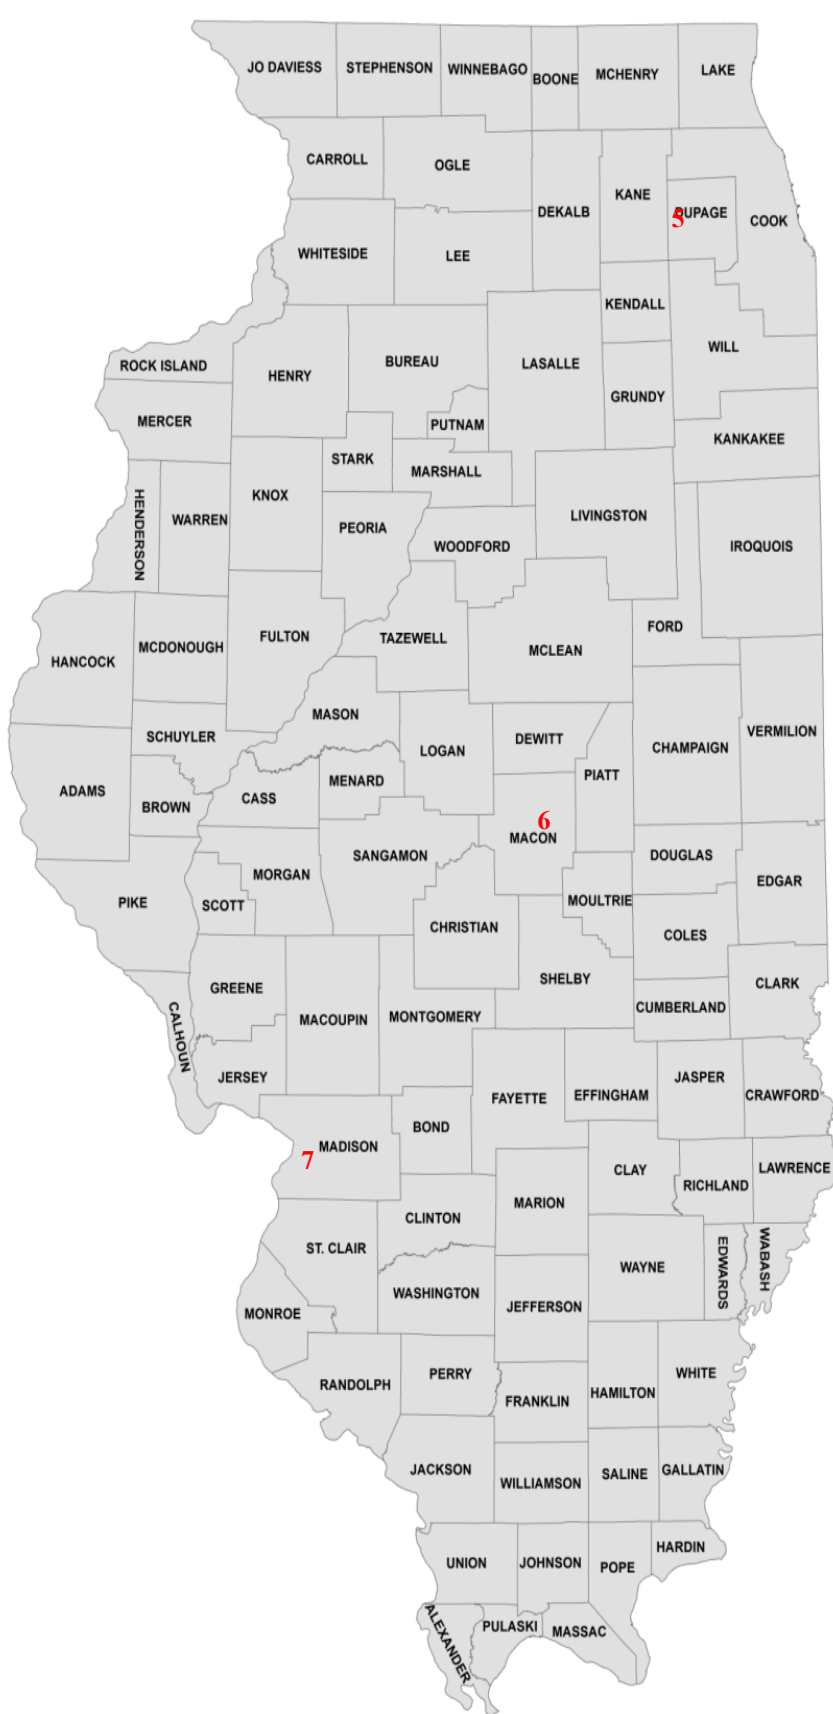 JO DAVIESS
STEPHENSON
WINNEBAGO
BOONE
MCHENRY
LAKE
CARROLL
OGLE
DEKALB
KANE
5
DUPAGE
COOK
WHITESIDE
LEE
KENDALL
WILL
ROCK ISLAND
HENRY
BUREAU
LASALLE
GRUNDY
MERCER
PUTNAM
KANKAKEE
STARK
MARSHALL
HENDERSON
WARREN
KNOX
PEORIA
WOODFORD
LIVINGSTON
IROQUOIS
HANCOCK
MCDONOUGH
FULTON
TAZEWELL
MCLEAN
FORD
MASON
SCHUYLER
LOGAN
DEWITT
PIATT
CHAMPAIGN
VERMILION
ADAMS
BROWN
CASS
MENARD
6
MACON
SANGAMON
DOUGLAS
EDGAR
PIKE
SCOTT
MORGAN
CHRISTIAN
MOULTRIE
COLES
GREENE
MACOUPIN
MONTGOMERY
SHELBY
CUMBERLAND
CLARK
CALHOUN
JERSEY
FAYETTE
EFFINGHAM
JASPER
CRAWFORD
7
MADISON
BOND
CLAY
RICHLAND
LAWRENCE
MARION
CLINTON
ST. CLAIR
WAYNE
EDWARDS
WABASH
WASHINGTON
JEFFERSON
MONROE
RANDOLPH
PERRY
FRANKLIN
HAMILTON
WHITE
JACKSON
WILLIAMSON
SALINE
GALLATIN
UNION
JOHNSON
POPE
HARDIN
ALEXANDER
PULASKI
MASSAC